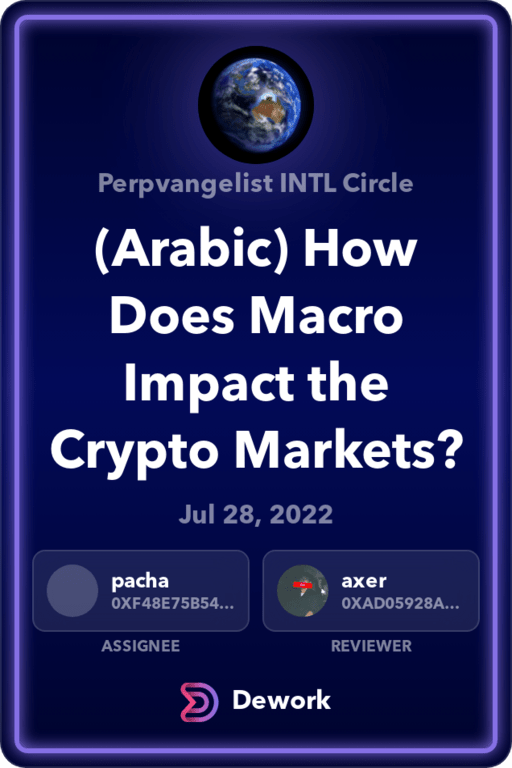 Perpvangelist INTL Circle
(Arabic) How
Does Macro
Impact the
Crypto Markets?
Jul 28, 2022
pacha
0XF48E75B54...
ASSIGNEE
axer
0XAD05928A...
REVIEWER
Dework